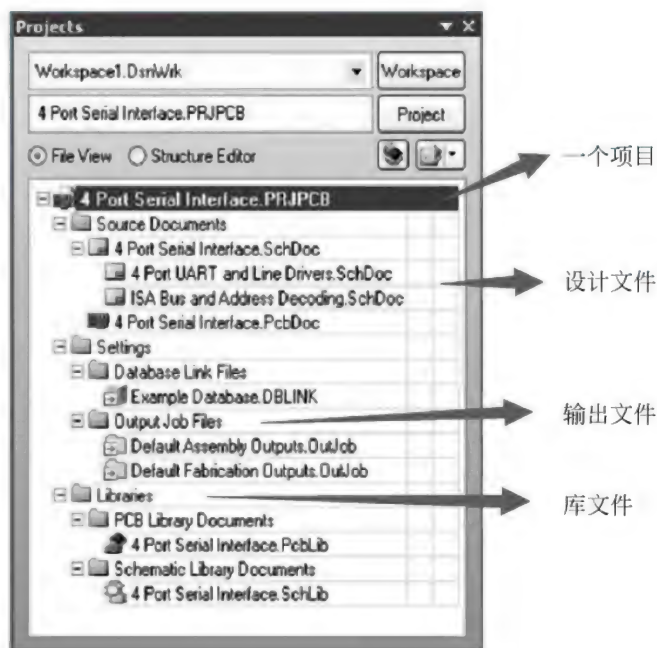 Projects
Workspace1.DsnWrk
Workspace
4 Port Serial Interface.PRJPCB
Project
File View
Structure Editor
一个项目
4 Port Serial Interface.PRJPCB
Source Documents
4 Port Serial Interface.SchDoc
4 Port UART and Line Drivers.SchDoc
设计文件
ISA Bus and Address Decoding.SchDoc
4 Port Serial Interface.PcbDoc
Settings
Database Link Files
Example Database.DBLINK
Output Job Files
输出文件
Default Assembly Outputs.OutJob
Default Fabrication Outputs.OutJob
Libraries
库文件
PCB Library Documents
4 Port Serial Interface.PcbLib
Schematic Library Documents
4 Port Serial Interface.SchLib